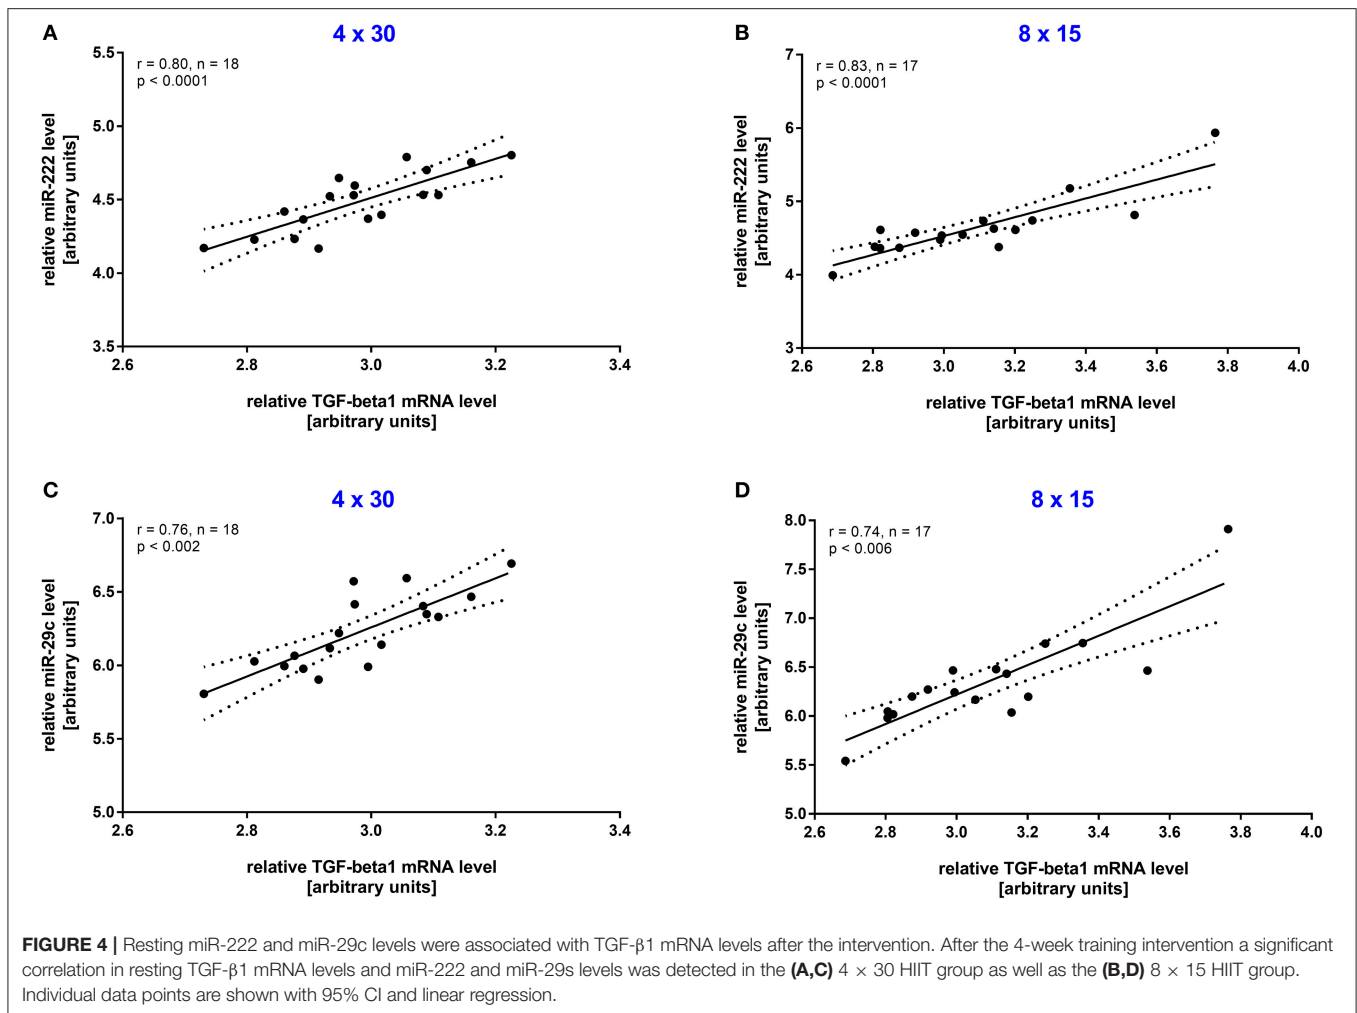 A
4 x 30
r = 0.80, n = 18
p < 0.0001
5.5
5.0
4.5
4.0
3.5
relative miR-222 level
[arbitrary units]
2.6 2.8 3.0 3.2 3.4
relative TGF-beta1 mRNA level
[arbitrary units]
B
8 x 15
r = 0.83, n = 17
p < 0.0001
7
6
5
4
3
relative miR-222 level
[arbitrary units]
2.6 2.8 3.0 3.2 3.4 3.6 3.8 4.0
relative TGF-beta1 mRNA level
[arbitrary units]
C
4 x 30
r = 0.76, n = 18
p < 0.002
7.0
6.5
6.0
5.5
5.0
relative miR-29c level
[arbitrary units]
2.6 2.8 3.0 3.2 3.4
relative TGF-beta1 mRNA level
[arbitrary units]
D
8 x 15
r = 0.74, n = 17
p < 0.006
8.0
7.5
7.0
6.5
6.0
5.5
5.0
relative miR-29c level
[arbitrary units]
2.6 2.8 3.0 3.2 3.4 3.6 3.8 4.0
relative TGF-beta1 mRNA level
[arbitrary units]
FIGURE 4 | Resting miR-222 and miR-29c levels were associated with TGF-β1 mRNA levels after the intervention. After the 4-week training intervention a significant
correlation in resting TGF-β1 mRNA levels and miR-222 and miR-29s levels was detected in the (A,C) 4 × 30 HIIT group as well as the (B,D) 8 × 15 HIIT group.
Individual data points are shown with 95% CI and linear regression.